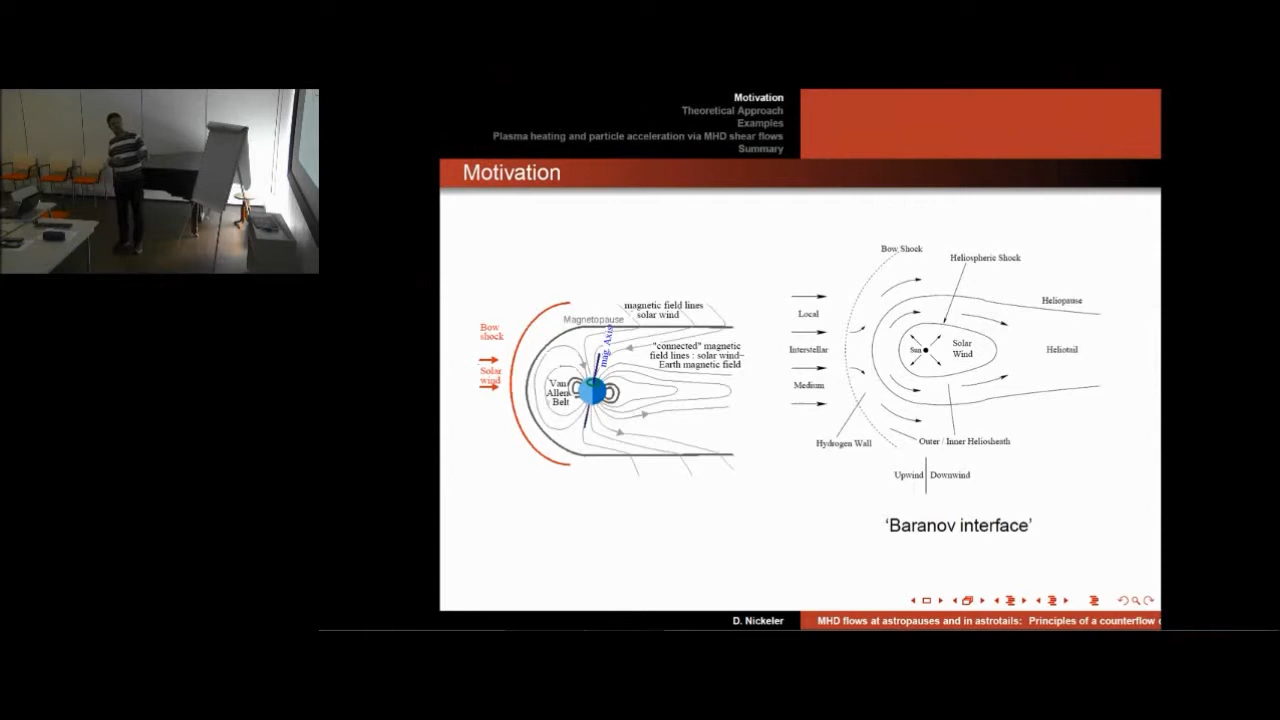 Motivation
Theoretical Approach
Examples
Plasma heating and particle acceleration via MHD shear flows
Summary
Motivation
Bow
shock
Solar
wind
Magnetopause
magnetic field lines
solar wind
mag. Axis
"connected" magnetic
field lines : solar wind–
Earth magnetic field
Van
Allen
Belt
Bow Shock
Heliospheric Shock
Heliopause
Local
Interstellar
Medium
Sun
Solar
Wind
Heliotail
Hydrogen Wall
Outer / Inner Heliosheath
Upwind
Downwind
‘Baranov interface’
D. Nickeler
MHD flows at astropauses and in astrotails: Principles of a counterflow